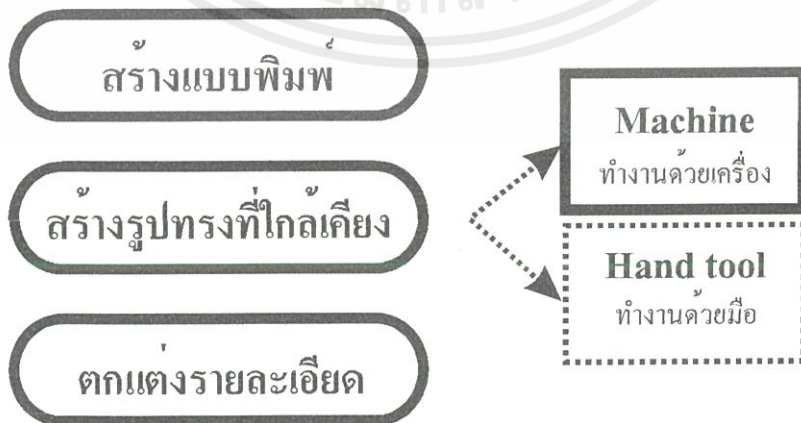 สร้างแบบพิมพ์
สร้างรูปทรงที่ใกล้เคียง
ตกแต่งรายละเอียด
Machine
ทำงานด้วยเครื่อง
Hand tool
ทำงานด้วยมือ